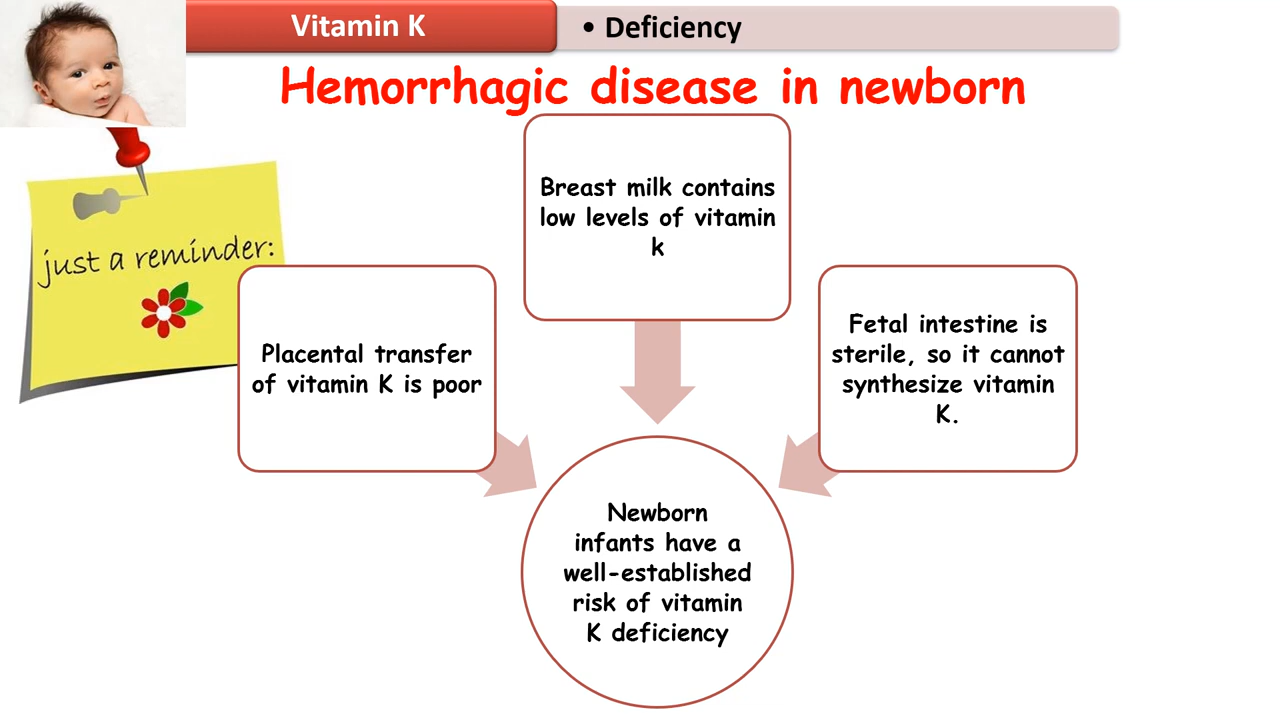 Vitamin K
• Deficiency
Hemorrhagic disease in newborn
just a reminder:
Breast milk contains
low levels of vitamin
k
Placental transfer
of vitamin K is poor
Fetal intestine is
sterile, so it cannot
synthesize vitamin
K.
Newborn
infants have a
well-established
risk of vitamin
K deficiency